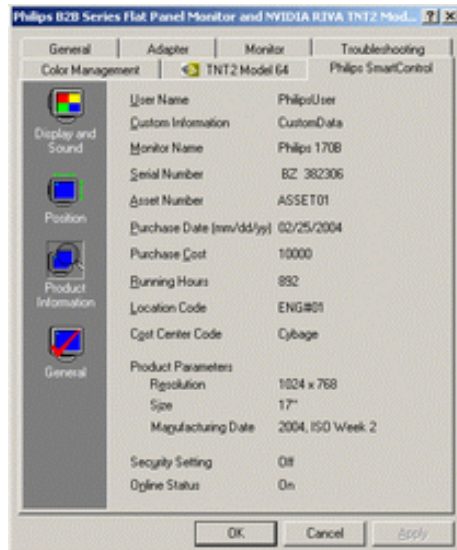 Philips B2B Series Flat Panel Monitor and NVIDIA RIVA TNT2 Mod...
General Adapter Monitor Troubleshooting
Color Management TNT2 Model 64 Philips SmartControl
Display and
Sound
Position
Product
Information
General
User Name PhilipsUser
Custom Information CustomData
Monitor Name Philips 170B
Serial Number BZ 382306
Asset Number ASSET01
Purchase Date (mm/dd/yy) 02/25/2004
Purchase Cost 10000
Running Hours 892
Location Code ENG#01
Cost Center Code Cybage
Product Parameters
Resolution 1024 x 768
Size 17"
Manufacturing Date 2004, ISO Week 2
Security Setting Off
Online Status On
OK Cancel Apply